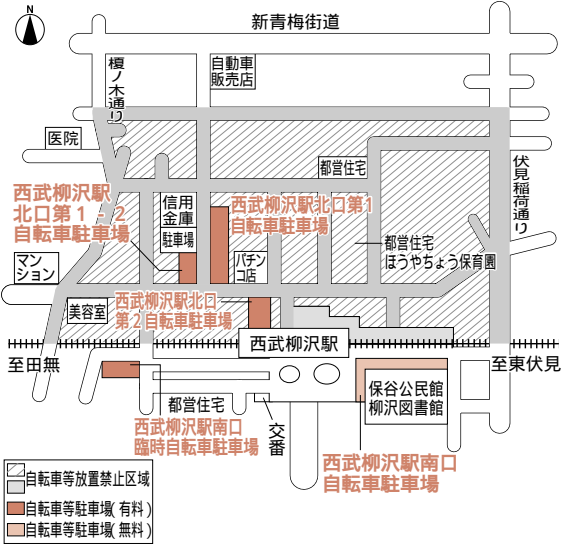 N
新青梅街道
榎ノ木通り
自動車
販売店
医院
都営住宅
伏見稲荷通り
西武柳沢駅
北口第1-2
自転車駐車場
信用
金庫
駐車場
西武柳沢駅北口第1
自転車駐車場
都営住宅
ほうやちょう保育園
マン
ション
パチン
コ店
美容室
西武柳沢駅北口
第2自転車駐車場
西武柳沢駅
至田無
至東伏見
保谷公民館
柳沢図書館
都営住宅
交番
西武柳沢駅南口
臨時自転車駐車場
西武柳沢駅南口
自転車駐車場
自転車等放置禁止区域
自転車等駐車場(有料)
自転車等駐車場(無料)